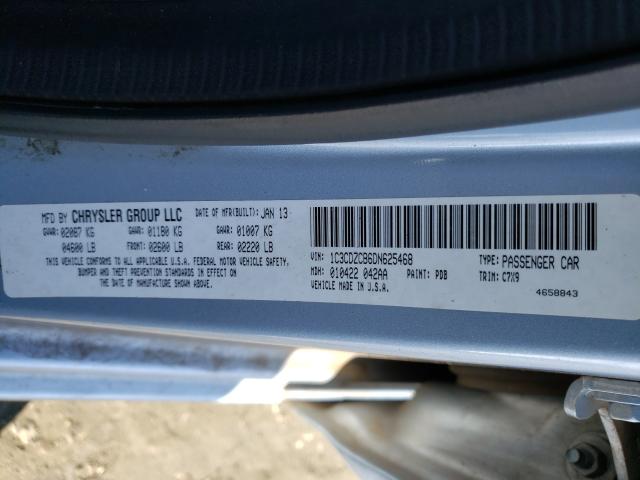 MFD BY CHRYSLER GROUP LLC DATE OF MFR(BUILT): JAN 13
GVWR: 02087 KG GAWR: 01180 KG GAWR: 01007 KG
04600 LB FRONT: 02600 LB REAR: 02220 LB
THIS VEHICLE CONFORMS TO ALL APPLICABLE FEDERAL MOTOR VEHICLE SAFETY,
BUMPER AND THEFT PREVENTION STANDARDS IN EFFECT ON
THE DATE OF MANUFACTURE SHOWN ABOVE.
VIN: 1C3CDZCB6DN625468 TYPE: PASSENGER CAR
MDH: 010422 042AA PAINT: PDB TRIM: C7X9
VEHICLE MADE IN U.S.A. 4658843